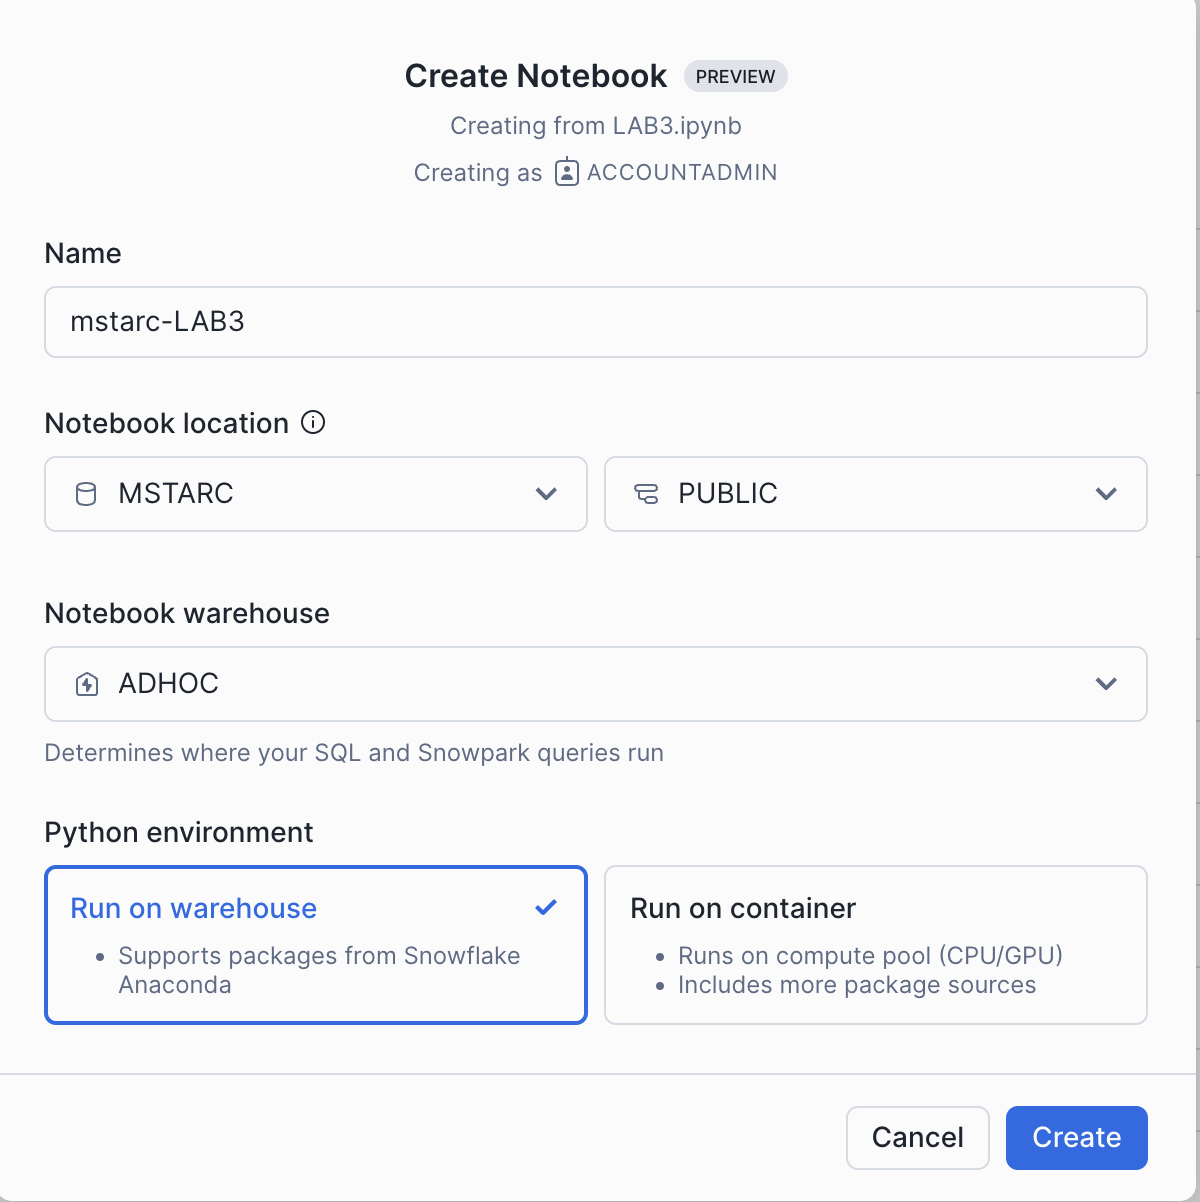 Create Notebook PREVIEW
Creating from LAB3.ipynb
Creating as ACCOUNTADMIN
Name
mstarc-LAB3
Notebook location
MSTARC
PUBLIC
Notebook warehouse
ADHOC
Determines where your SQL and Snowpark queries run
Python environment
Run on warehouse
• Supports packages from Snowflake
Anaconda
Run on container
• Runs on compute pool (CPU/GPU)
• Includes more package sources
Cancel
Create